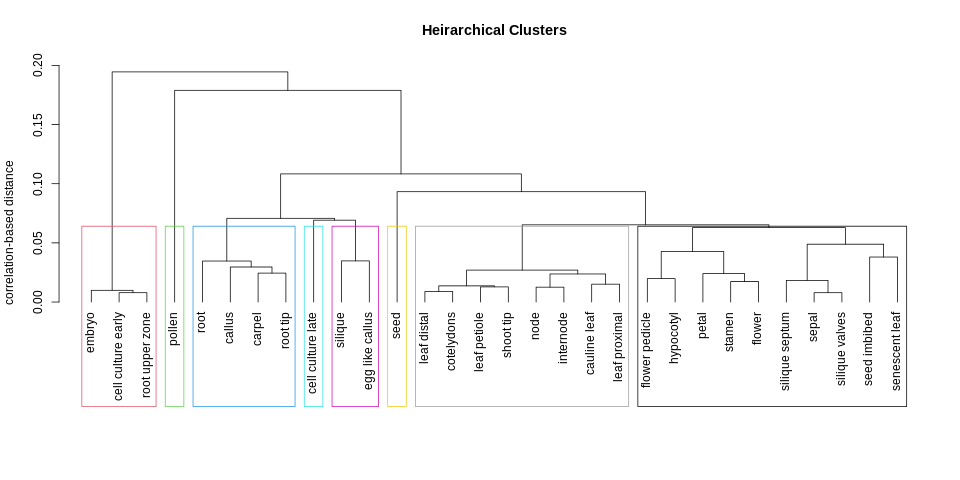 Heirarchical Clusters
correlation-based distance
0.20
0.15
0.10
0.05
0.00
embryo
cell culture early
root upper zone
pollen
root
callus
carpel
root tip
cell culture late
silique
egg like callus
seed
leaf distal
cotelydons
leaf petiole
shoot tip
node
internode
cauline leaf
leaf proximal
flower pedicle
hypocotyl
petal
stamen
flower
silique septum
sepal
silique valves
seed imbibed
senescent leaf